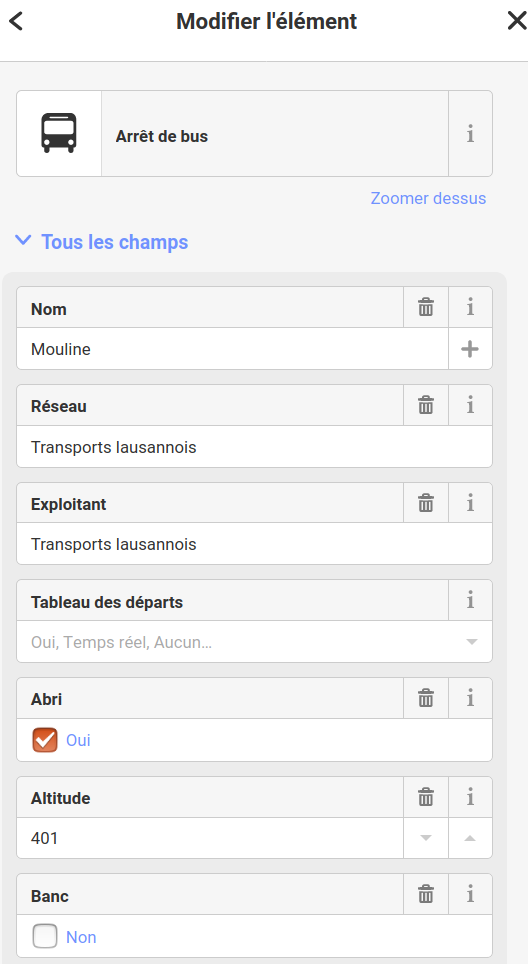 Modifier l'élément
Arrêt de bus
Zoomer dessus
Tous les champs
Nom
Mouline
Réseau
Transports lausannois
Exploitant
Transports lausannois
Tableau des départs
Oui, Temps réel, Aucun...
Abri
Oui
Altitude
401
Banc
Non